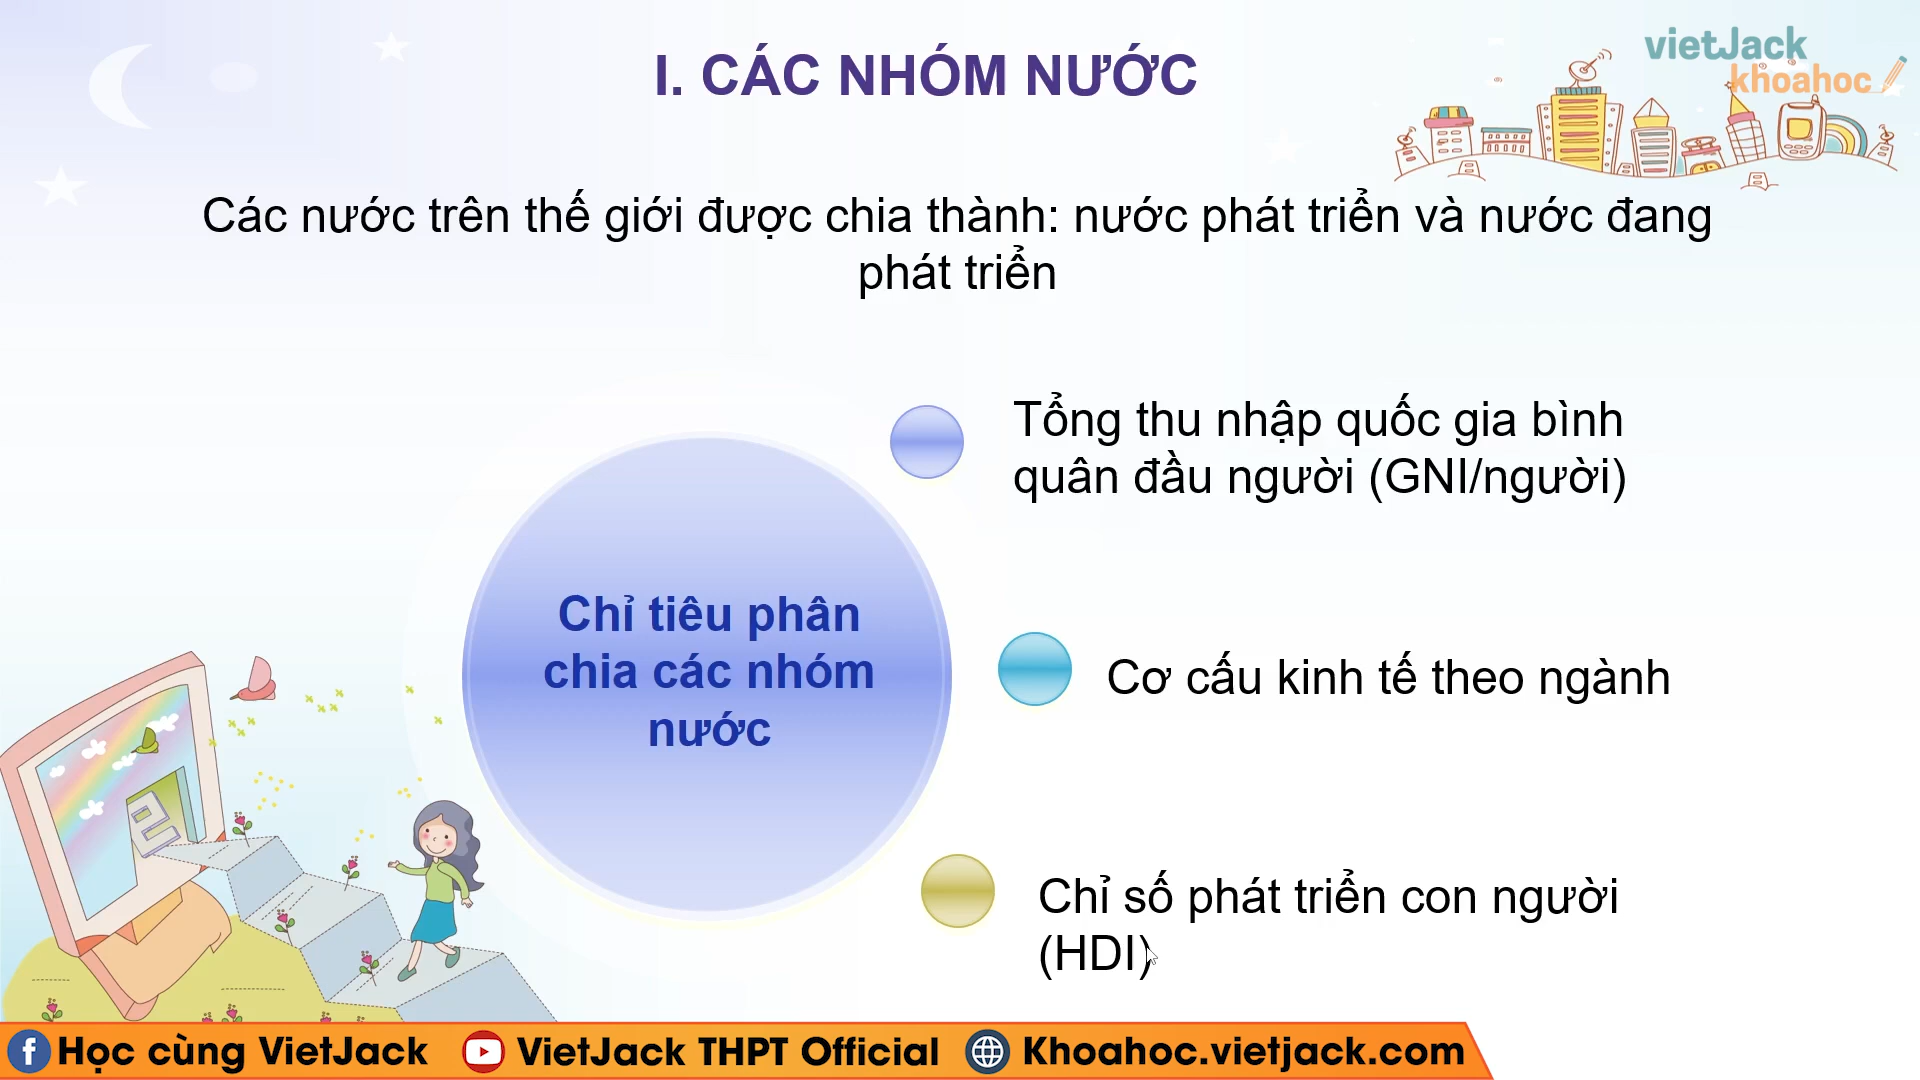 I. CÁC NHÓM NƯỚC
vietJack
khoahoc
Các nước trên thế giới được chia thành: nước phát triển và nước đang
phát triển
Tổng thu nhập quốc gia bình
quân đầu người (GNI/người)
Chỉ tiêu phân
chia các nhóm
nước
Cơ cấu kinh tế theo ngành
Chỉ số phát triển con người
(HDI)
Học cùng VietJack VietJack THPT Official Khoahoc.vietjack.com